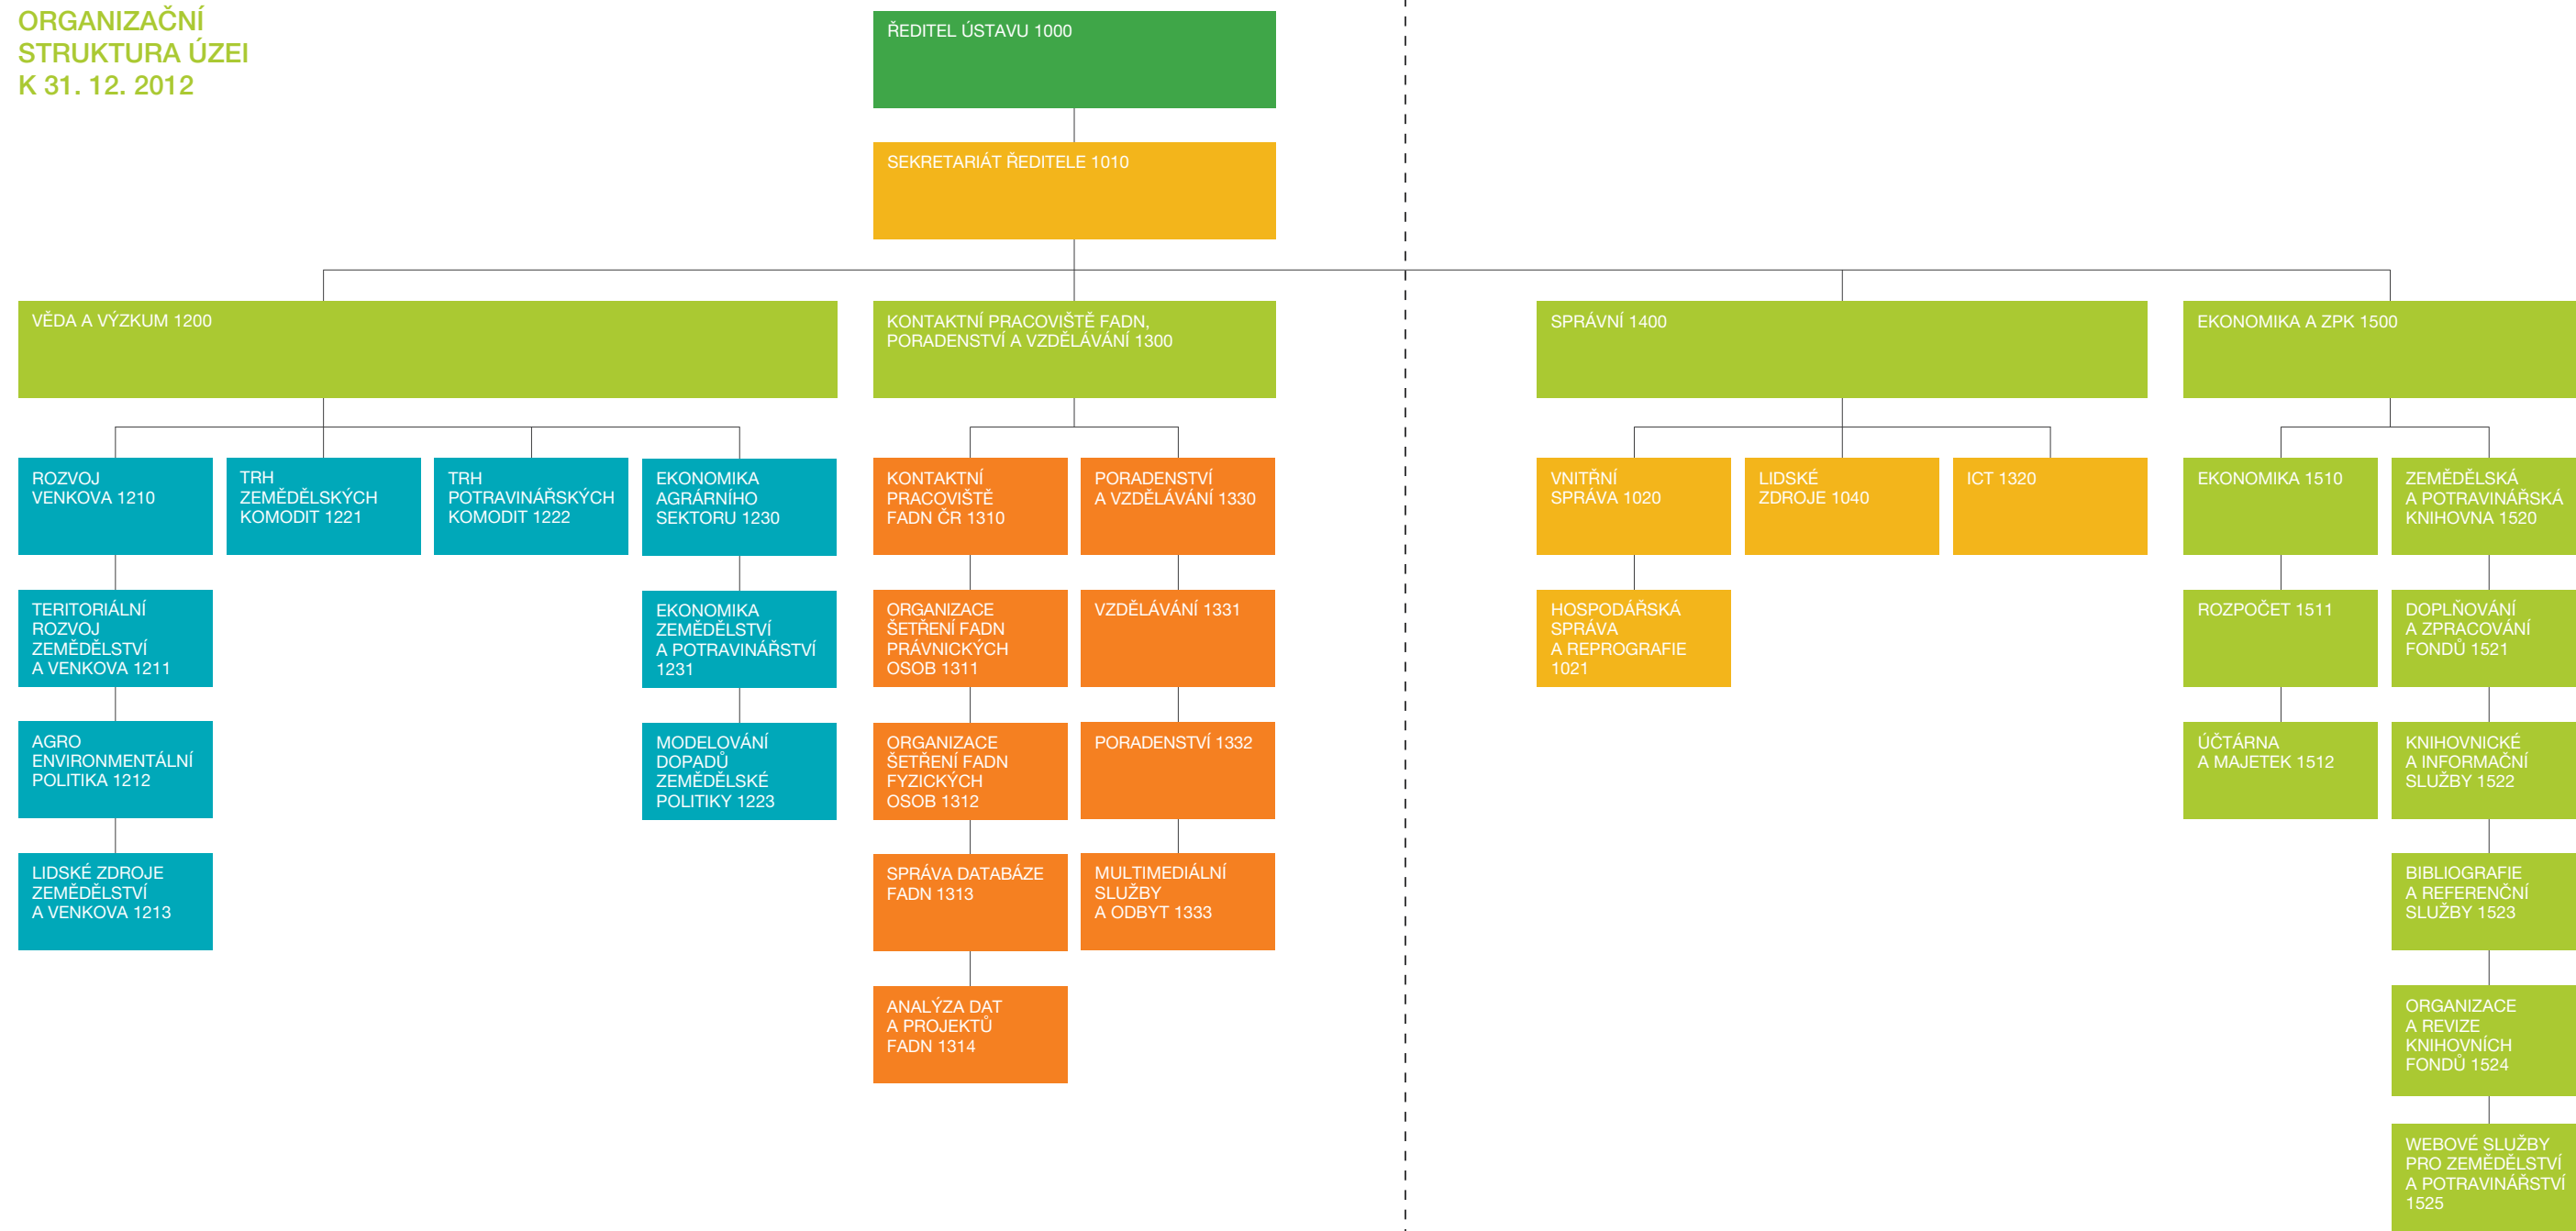 ORGANIZAČNÍ
STRUKTURA ÚZEI
K 31. 12. 2012
ŘEDITEL ÚSTAVU 1000
SEKRETARIÁT ŘEDITELE 1010
VĚDA A VÝZKUM 1200
KONTAKTNÍ PRACOVIŠTĚ FADN,
PORADENSTVÍ A VZDĚLÁVÁNÍ 1300
SPRÁVNÍ 1400
EKONOMIKA A ZPK 1500
ROZVOJ
VENKOVA 1210
TRH
ZEMĚDĚLSKÝCH
KOMODIT 1221
TRH
POTRAVINÁŘSKÝCH
KOMODIT 1222
EKONOMIKA
AGRÁRNÍHO
SEKTORU 1230
KONTAKTNÍ
PRACOVIŠTĚ
FADN ČR 1310
PORADENSTVÍ
A VZDĚLÁVÁNÍ 1330
VNITŘNÍ
SPRÁVA 1020
LIDSKÉ
ZDROJE 1040
ICT 1320
EKONOMIKA 1510
ZEMĚDĚLSKÁ
A POTRAVINÁŘSKÁ
KNIHOVNA 1520
TERITORIÁLNÍ
ROZVOJ
ZEMĚDĚLSTVÍ
A VENKOVA 1211
EKONOMIKA
ZEMĚDĚLSTVÍ
A POTRAVINÁŘSTVÍ
1231
ORGANIZACE
ŠETŘENÍ FADN
PRÁVNICKÝCH
OSOB 1311
VZDĚLÁVÁNÍ 1331
HOSPODÁŘSKÁ
SPRÁVA
A REPROGRAFIE
1021
ROZPOČET 1511
DOPLŇOVÁNÍ
A ZPRACOVÁNÍ
FONDŮ 1521
AGRO
ENVIRONMENTÁLNÍ
POLITIKA 1212
MODELOVÁNÍ
DOPADŮ
ZEMĚDĚLSKÉ
POLITIKY 1223
ORGANIZACE
ŠETŘENÍ FADN
FYZICKÝCH
OSOB 1312
PORADENSTVÍ 1332
ÚČTÁRNA
A MAJETEK 1512
KNIHOVNICKÉ
A INFORMAČNÍ
SLUŽBY 1522
LIDSKÉ ZDROJE
ZEMĚDĚLSTVÍ
A VENKOVA 1213
SPRÁVA DATABÁZE
FADN 1313
MULTIMEDIÁLNÍ
SLUŽBY
A ODBYT 1333
BIBLIOGRAFIE
A REFERENČNÍ
SLUŽBY 1523
ANALÝZA DAT
A PROJEKTŮ
FADN 1314
ORGANIZACE
A REVIZE
KNIHOVNÍCH
FONDŮ 1524
WEBOVÉ SLUŽBY
PRO ZEMĚDĚLSTVÍ
A POTRAVINÁŘSTVÍ
1525